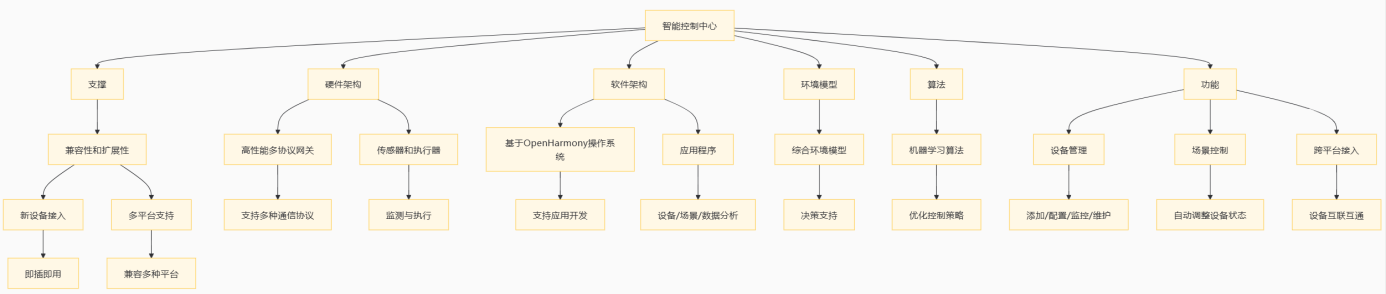 智能控制中心
支撑
硬件架构
软件架构
环境模型
算法
功能
兼容性和扩展性
高性能多协议网关
传感器和执行器
基于OpenHarmony操作系
统
应用程序
综合环境模型
机器学习算法
设备管理
场景控制
跨平台接入
新设备接入
多平台支持
支持多种通信协议
监测与执行
支持应用开发
设备/场景/数据分析
决策支持
优化控制策略
添加/配置/监控/维护
自动调整设备状态
设备互联互通
即插即用
兼容多种平台